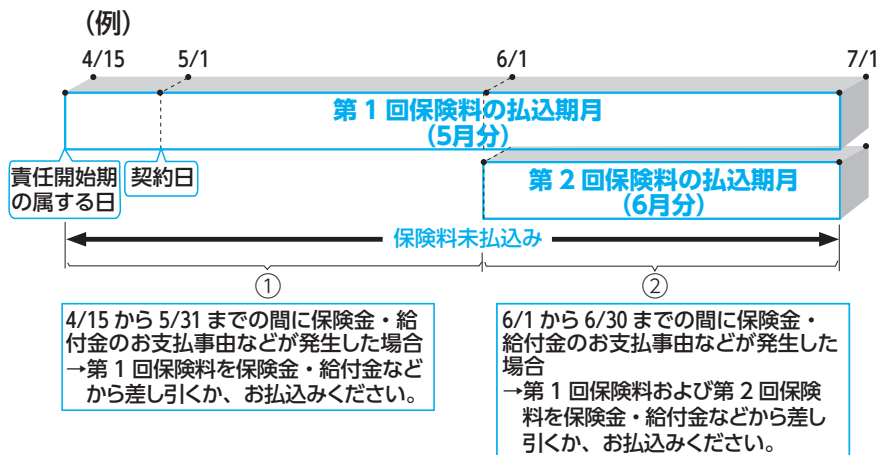 （例）
4/15
5/1
6/1
7/1
第１回保険料の払込期月
（5月分）
責任開始期
の属する日
契約日
第２回保険料の払込期月
（6月分）
保険料未払込み
①
②
4/15 から 5/31 までの間に保険金・給
付金のお支払事由などが発生した場合
→第１回保険料を保険金・給付金など
から差し引くか、お払込みください。
6/1 から 6/30 までの間に保険金・
給付金のお支払事由などが発生した
場合
→第１回保険料および第２回保険
料を保険金・給付金などから差し
引くか、お払込みください。